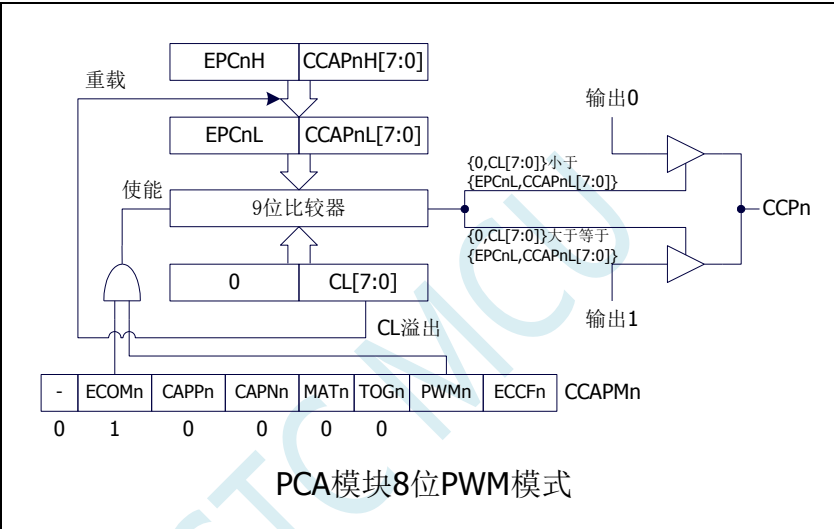 EPCnH CCAPnH[7:0]
重载
输出0
EPCnL CCAPnL[7:0]
{0,CL[7:0]}小于
{EPCnL,CCAPnL[7:0]}
使能
9位比较器
CCPn
{0,CL[7:0]}大于等于
{EPCnL,CCAPnL[7:0]}
0 CL[7:0]
输出1
CL溢出
- ECOMn CAPPn CAPNn MATn TOGn PWMn ECCFn CCAPMn
0 1 0 0 0 0
PCA模块8位PWM模式
STC MCU